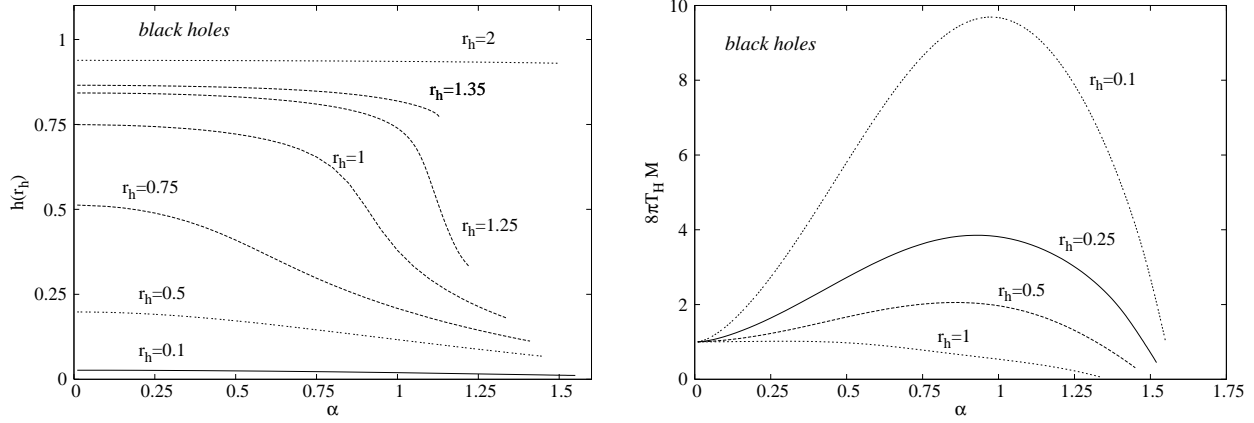 black holes
r_h=2
r_h=1.35
r_h=1
r_h=0.75
r_h=1.25
r_h=0.5
r_h=0.1
h(r_h)
1
0.75
0.5
0.25
0
0 0.25 0.5 0.75 1 1.25 1.5
α
black holes
r_h=0.1
r_h=0.25
r_h=0.5
r_h=1
8πT_H M
10
8
6
4
2
0
0 0.25 0.5 0.75 1 1.25 1.5 1.75
α